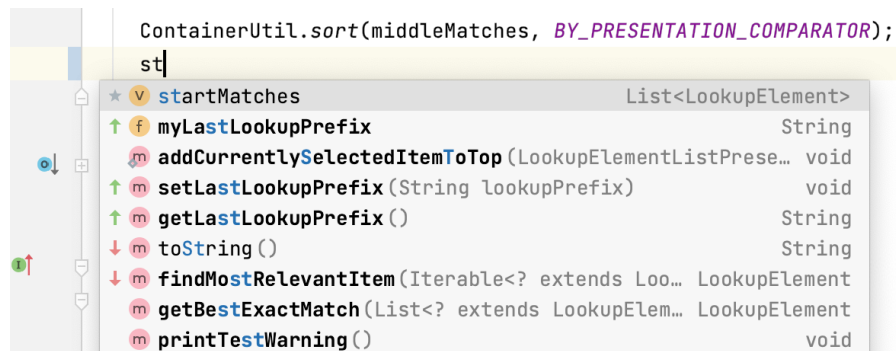 ContainerUtil.sort(middleMatches, BY_PRESENTATION_COMPARATOR);
st
v startMatches List<LookupElement>
f myLastLookupPrefix String
m addCurrentlySelectedItemToTop(LookupElementListPrese… void
m setLastLookupPrefix(String lookupPrefix) void
m getLastLookupPrefix() String
m toString() String
m findMostRelevantItem(Iterable<? extends Loo… LookupElement
m getBestExactMatch(List<? extends LookupElem… LookupElement
m printTestWarning() void